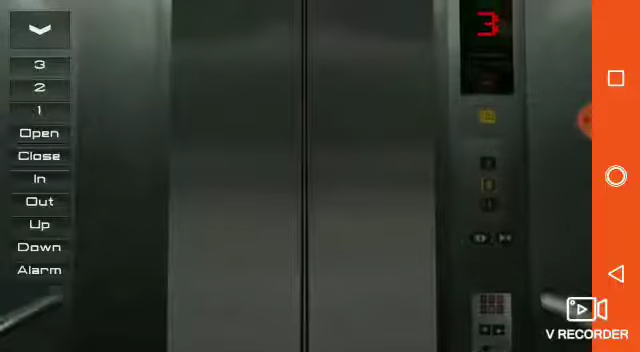 3
3
2
1
Open
Close
In
Out
Up
Down
Alarm
V RECORDER